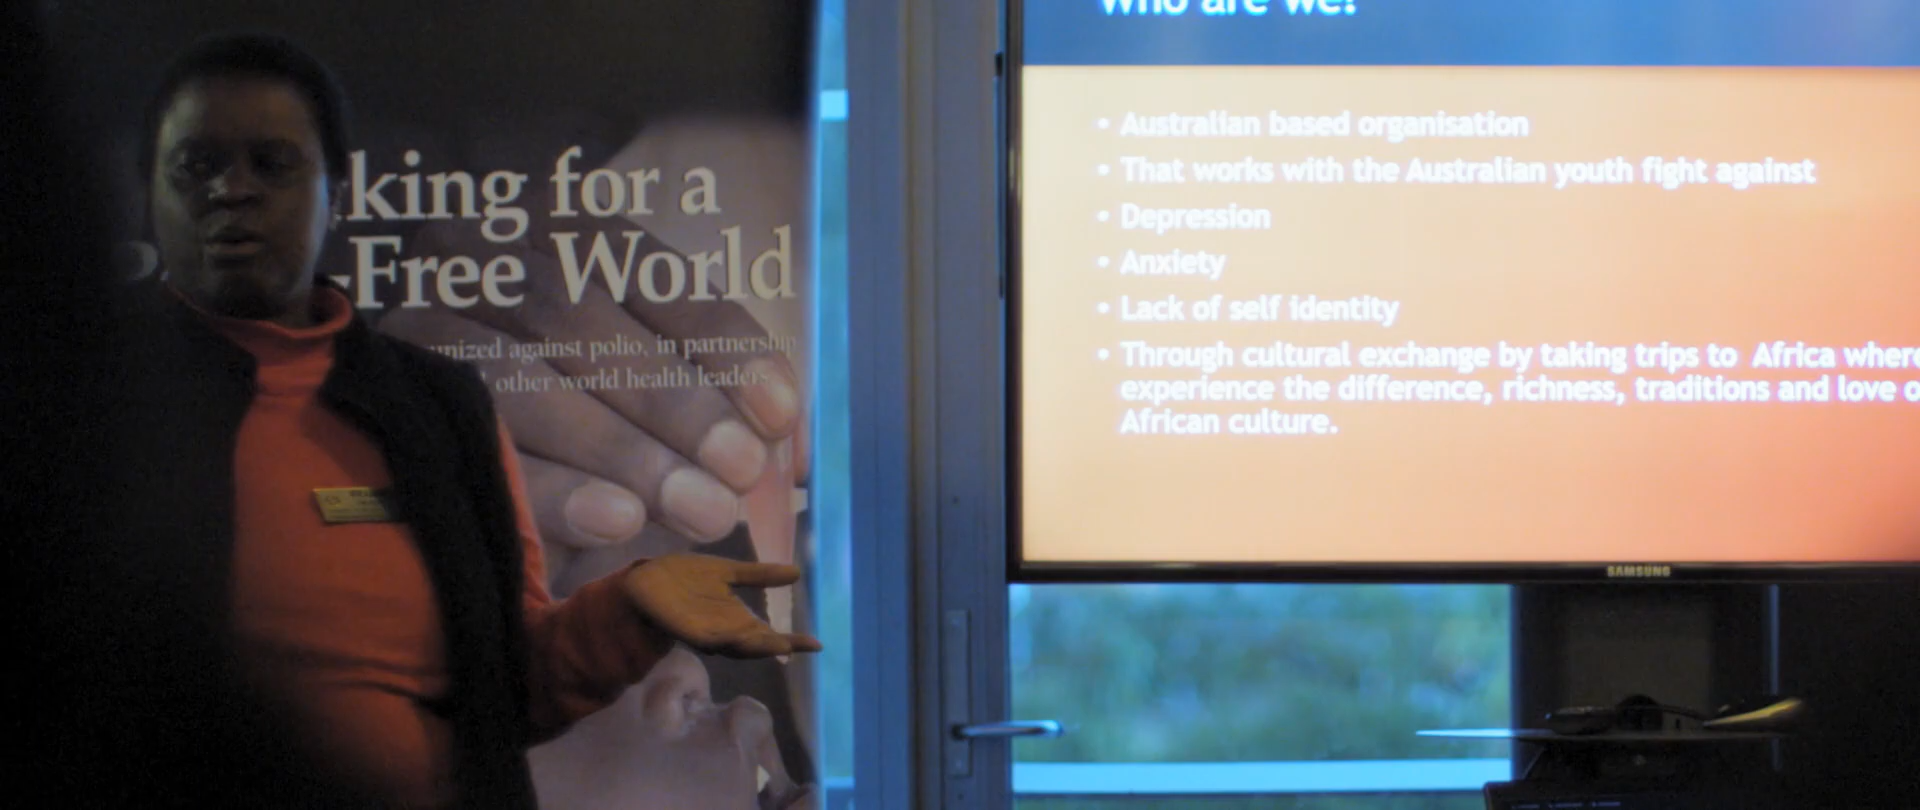 king for a
-Free World
unized against polio, in partnership
other world health leaders
Who are we?
• Australian based organisation
• That works with the Australian youth fight against
• Depression
• Anxiety
• Lack of self identity
• Through cultural exchange by taking trips to Africa where
experience the difference, richness, traditions and love o
African culture.
SAMSUNG